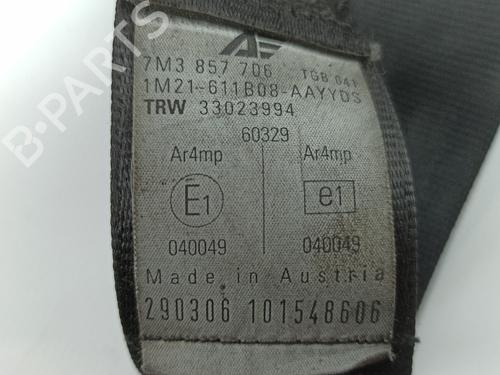 B-PARTS
7M3 857 706 TGB 041
1M21-611B08-AAYYDS
TRW 33023994
60329
Ar4mp Ar4mp
E1 e1
040049 040049
Made in Austria
290306 101548606